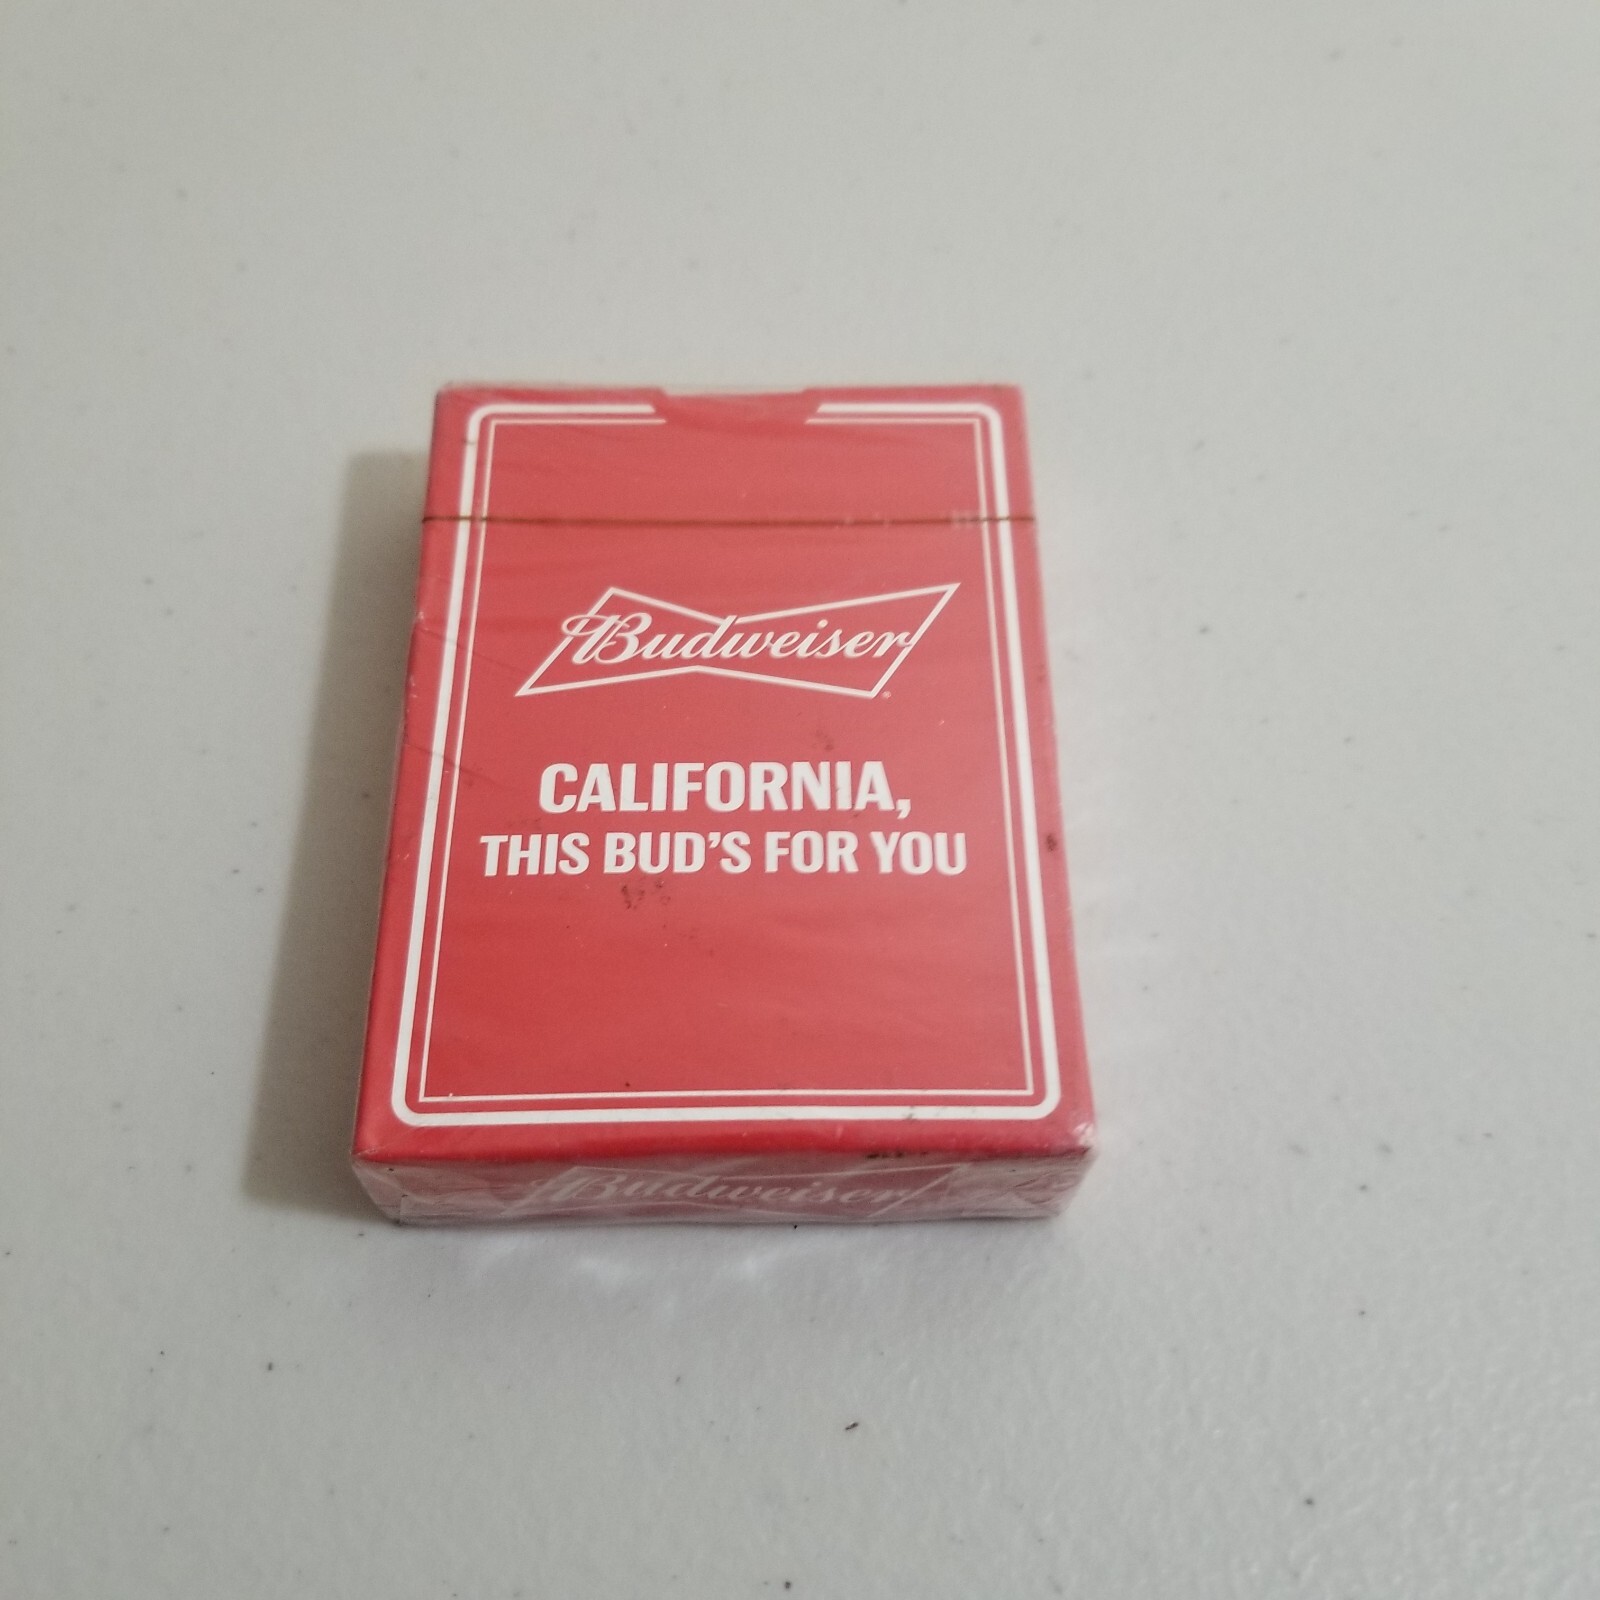 Budweiser
CALIFORNIA,
THIS BUD'S FOR YOU
Budweiser